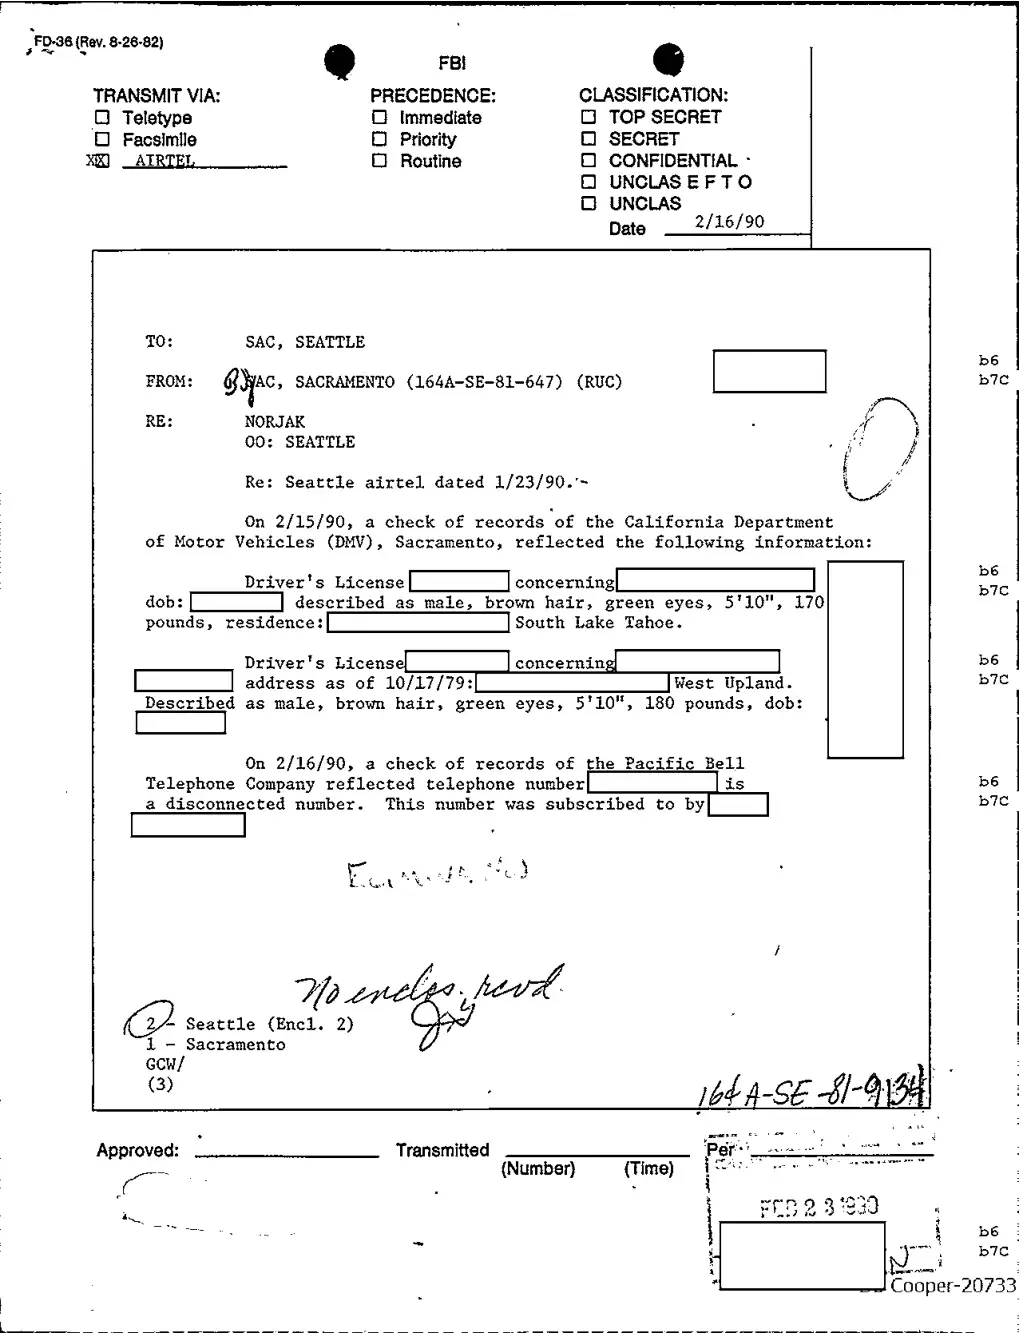 FD-36 (Rev. 8-26-82)
FBI
TRANSMIT VIA:
☐ Teletype
☐ Facsimile
XX☒ AIRTEL
PRECEDENCE:
☐ Immediate
☐ Priority
☐ Routine
CLASSIFICATION:
☐ TOP SECRET
☐ SECRET
☐ CONFIDENTIAL
☐ UNCLAS E F T O
☐ UNCLAS
Date 2/16/90
TO: SAC, SEATTLE
FROM: SAC, SACRAMENTO (164A-SE-81-647) (RUC)
b6
b7C
RE: NORJAK
OO: SEATTLE
Re: Seattle airtel dated 1/23/90.
On 2/15/90, a check of records of the California Department
of Motor Vehicles (DMV), Sacramento, reflected the following information:
Driver's License concerning
dob: described as male, brown hair, green eyes, 5'10", 170
pounds, residence: South Lake Tahoe.
b6
b7C
Driver's License concerning
address as of 10/17/79: West Upland.
Described as male, brown hair, green eyes, 5'10", 180 pounds, dob:
b6
b7C
On 2/16/90, a check of records of the Pacific Bell
Telephone Company reflected telephone number is
a disconnected number. This number was subscribed to by
b6
b7C
No encls. rcvd.
2 - Seattle (Encl. 2)
1 - Sacramento
GCW/
(3)
164A-SE-81-9134
Approved: Transmitted Per
(Number) (Time)
FEB 23 1990
b6
b7C
Cooper-20733